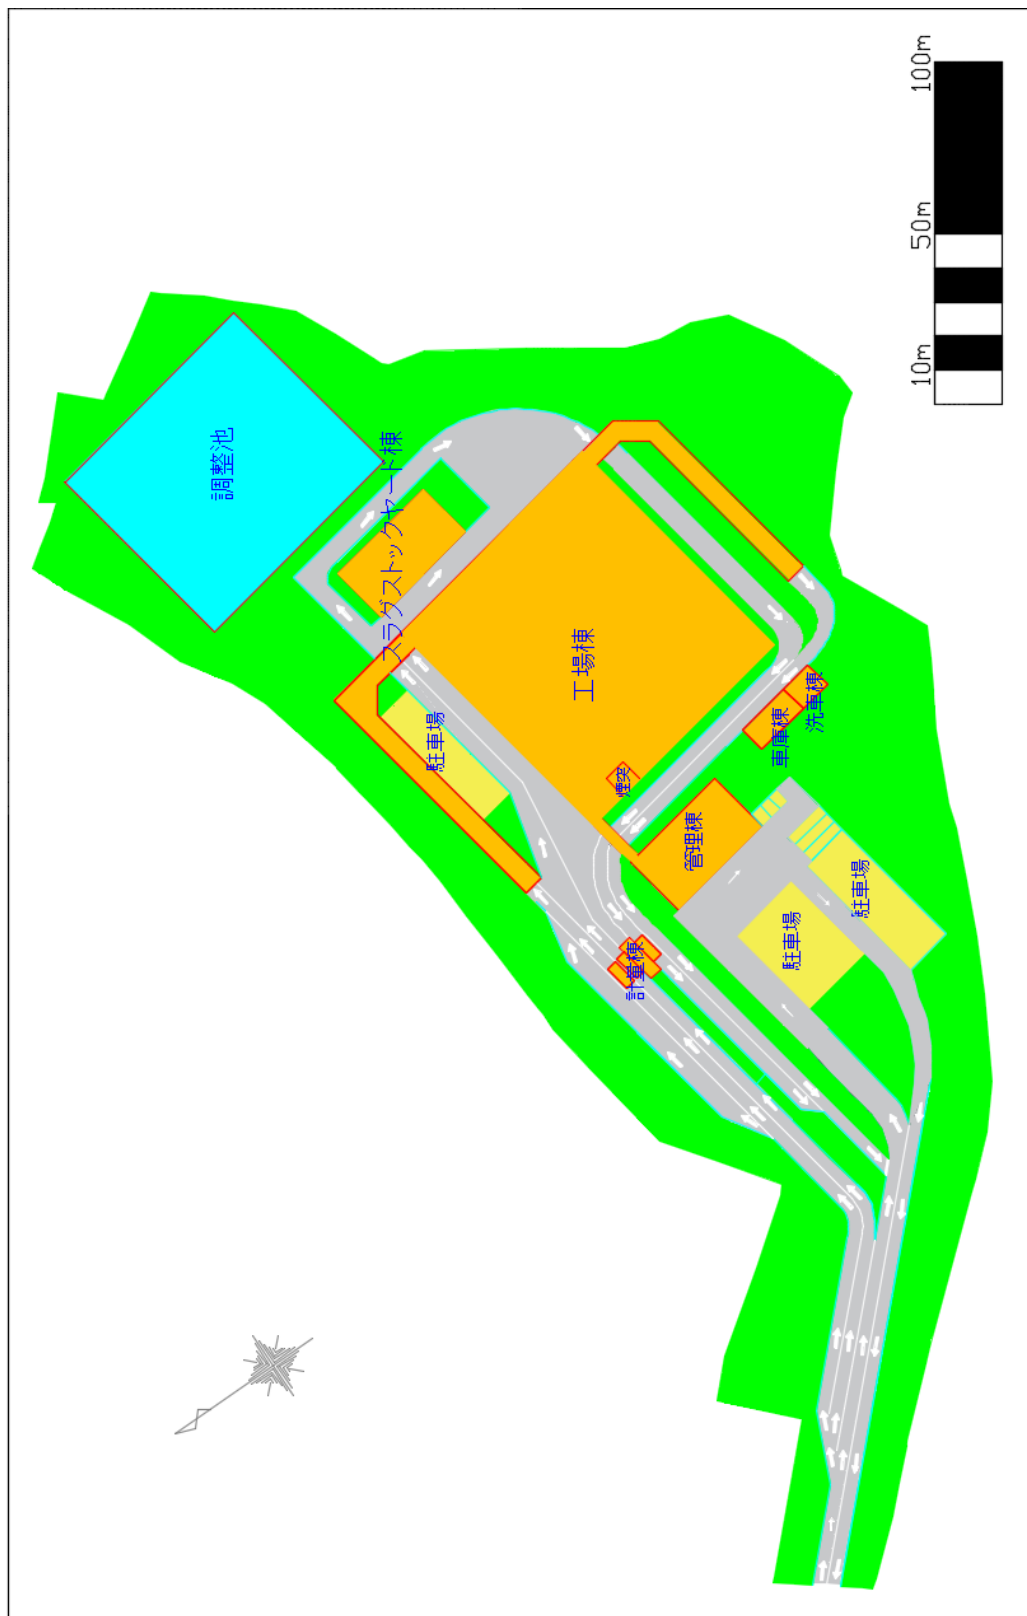 100m
50m
10m
調整池
スラグストックヤード棟
工場棟
駐車場
洗車棟
車庫棟
煙突
管理棟
駐車場
駐車場
計量棟